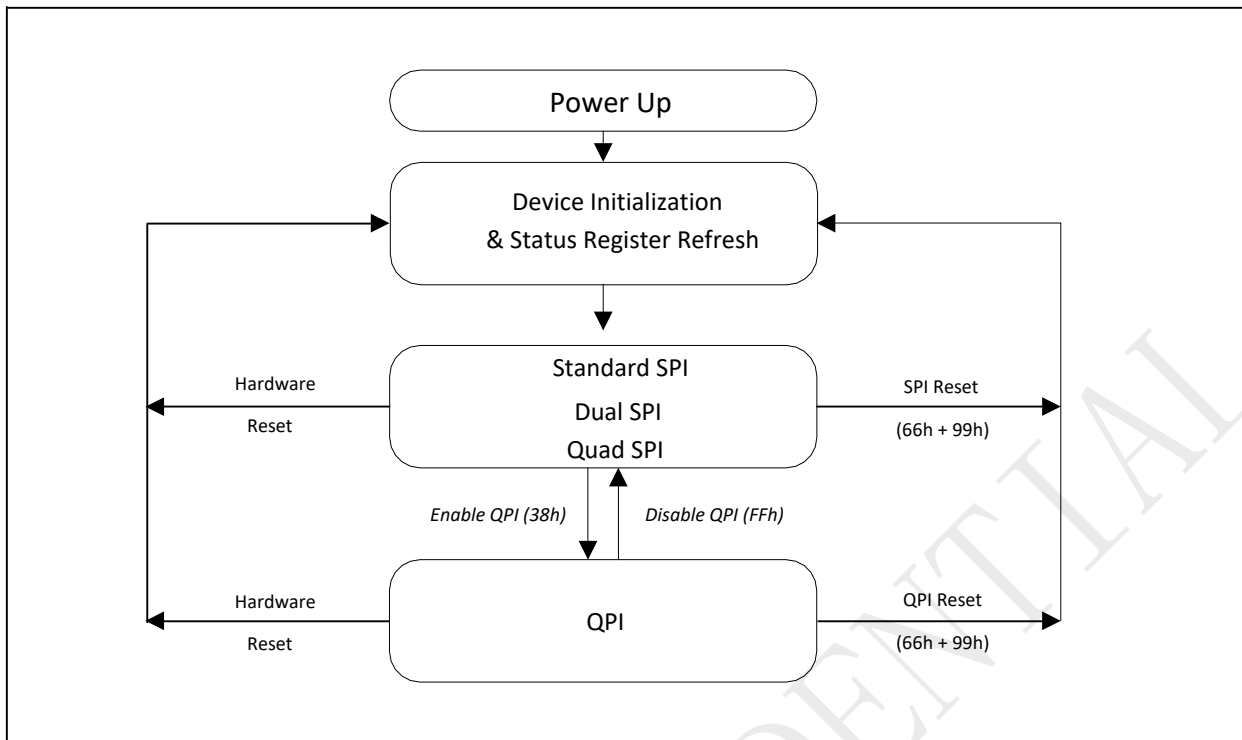 Power Up
Device Initialization
& Status Register Refresh
Standard SPI
Dual SPI
Quad SPI
Hardware
Reset
SPI Reset
(66h + 99h)
Enable QPI (38h)
Disable QPI (FFh)
QPI
Hardware
Reset
QPI Reset
(66h + 99h)